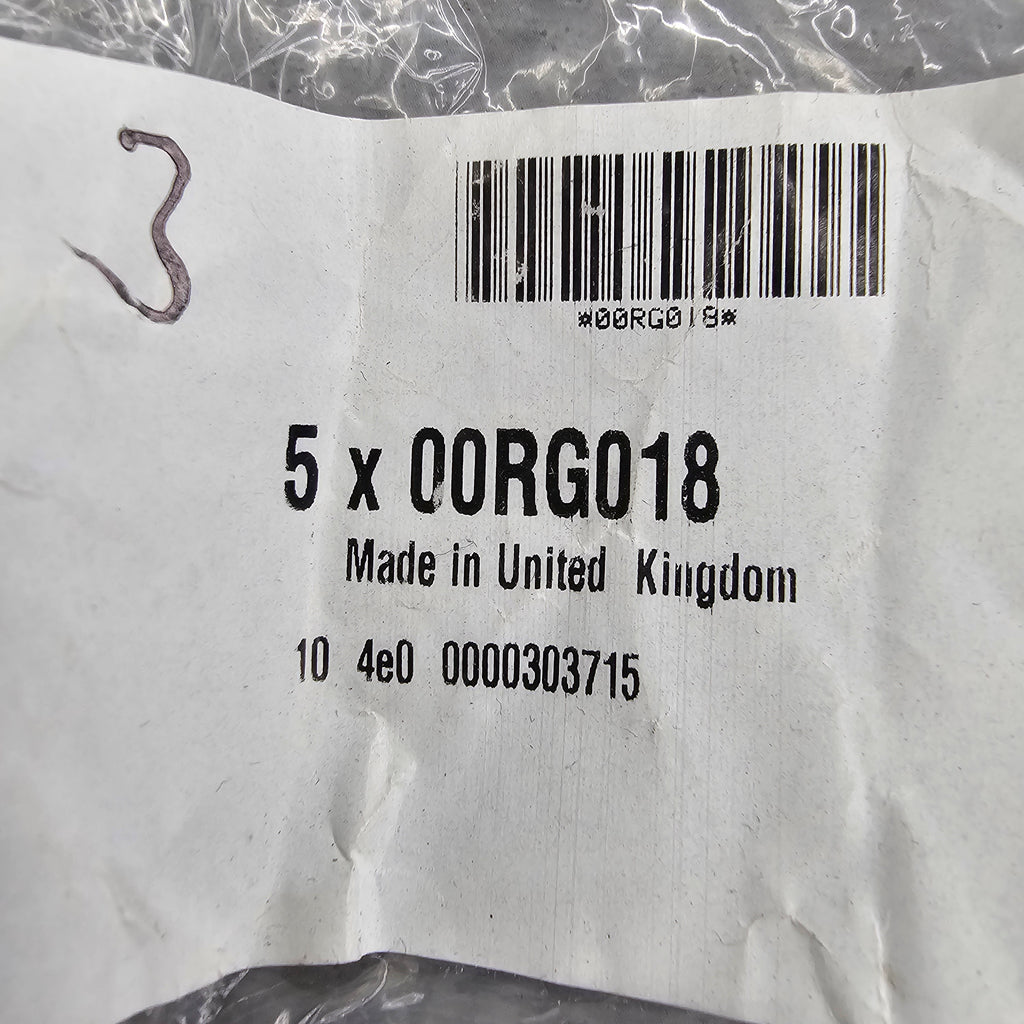 3
*00RG018*
5 x 00RG018
Made in United Kingdom
10 4e0 0000303715